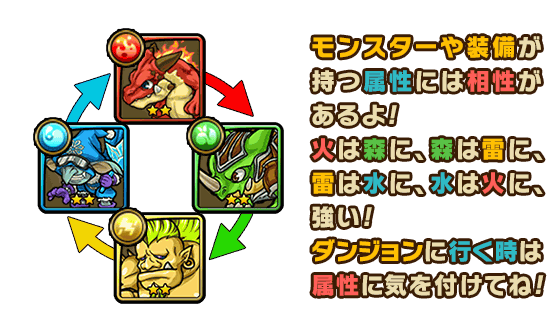 モンスターや装備が
持つ属性には相性が
あるよ!
火は森に、森は雷に、
雷は水に、水は火に、
強い!
ダンジョンに行く時は
属性に気を付けてね!